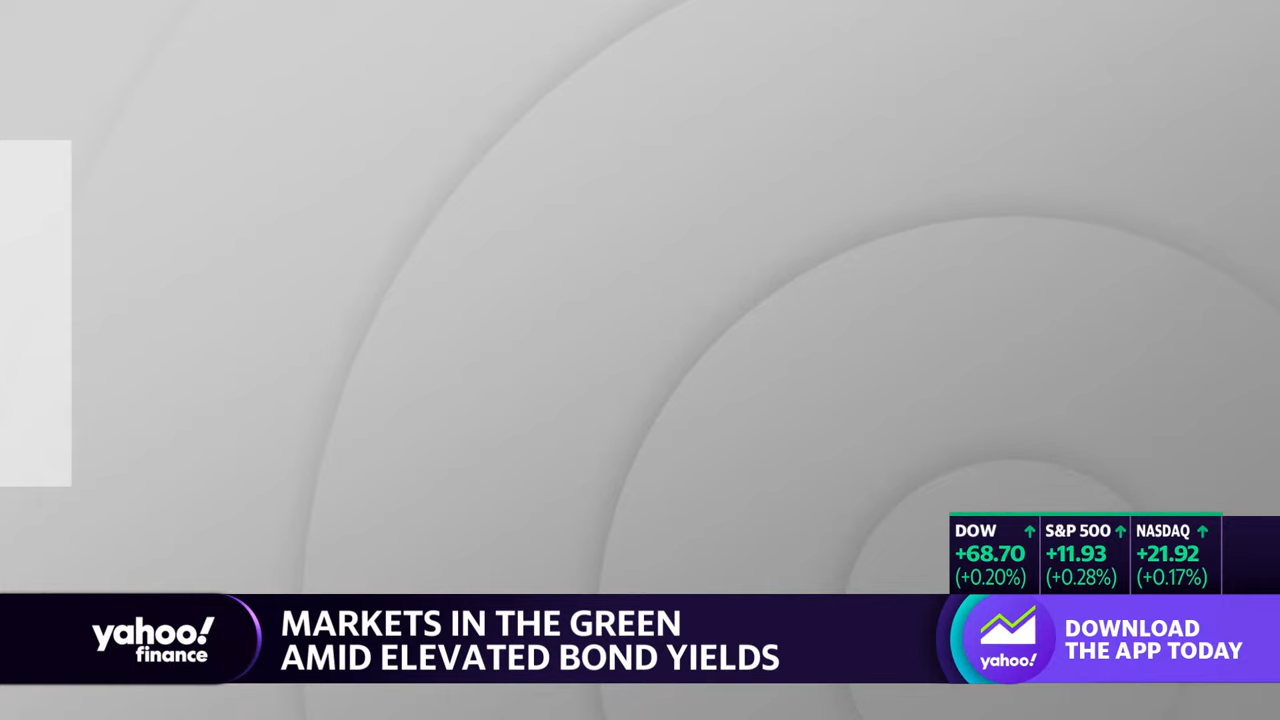 DOW ↑
+68.70
(+0.20%)
S&P 500 ↑
+11.93
(+0.28%)
NASDAQ ↑
+21.92
(+0.17%)
yahoo!
finance
MARKETS IN THE GREEN
AMID ELEVATED BOND YIELDS
yahoo!
DOWNLOAD
THE APP TODAY